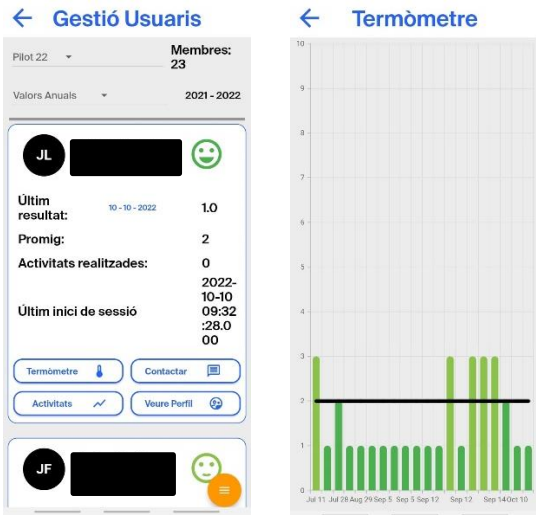 Gestió Usuaris
Pilot 22
Membres:
23
Valors Anuals
2021 - 2022
JL
Últim
resultat:
10 - 10 - 2022
1.0
Promig:
2
Activitats realitzades:
0
Últim inici de sessió
2022-
10-10
09:32
:28.0
00
Termòmetre
Contactar
Activitats
Veure Perfil
JF
Termòmetre
10
9
8
7
6
5
4
3
2
1
0
Jul 11 Jul 28 Aug 29 Sep 5 Sep 5 Sep 12 Sep 12 Sep 14 Oct 10